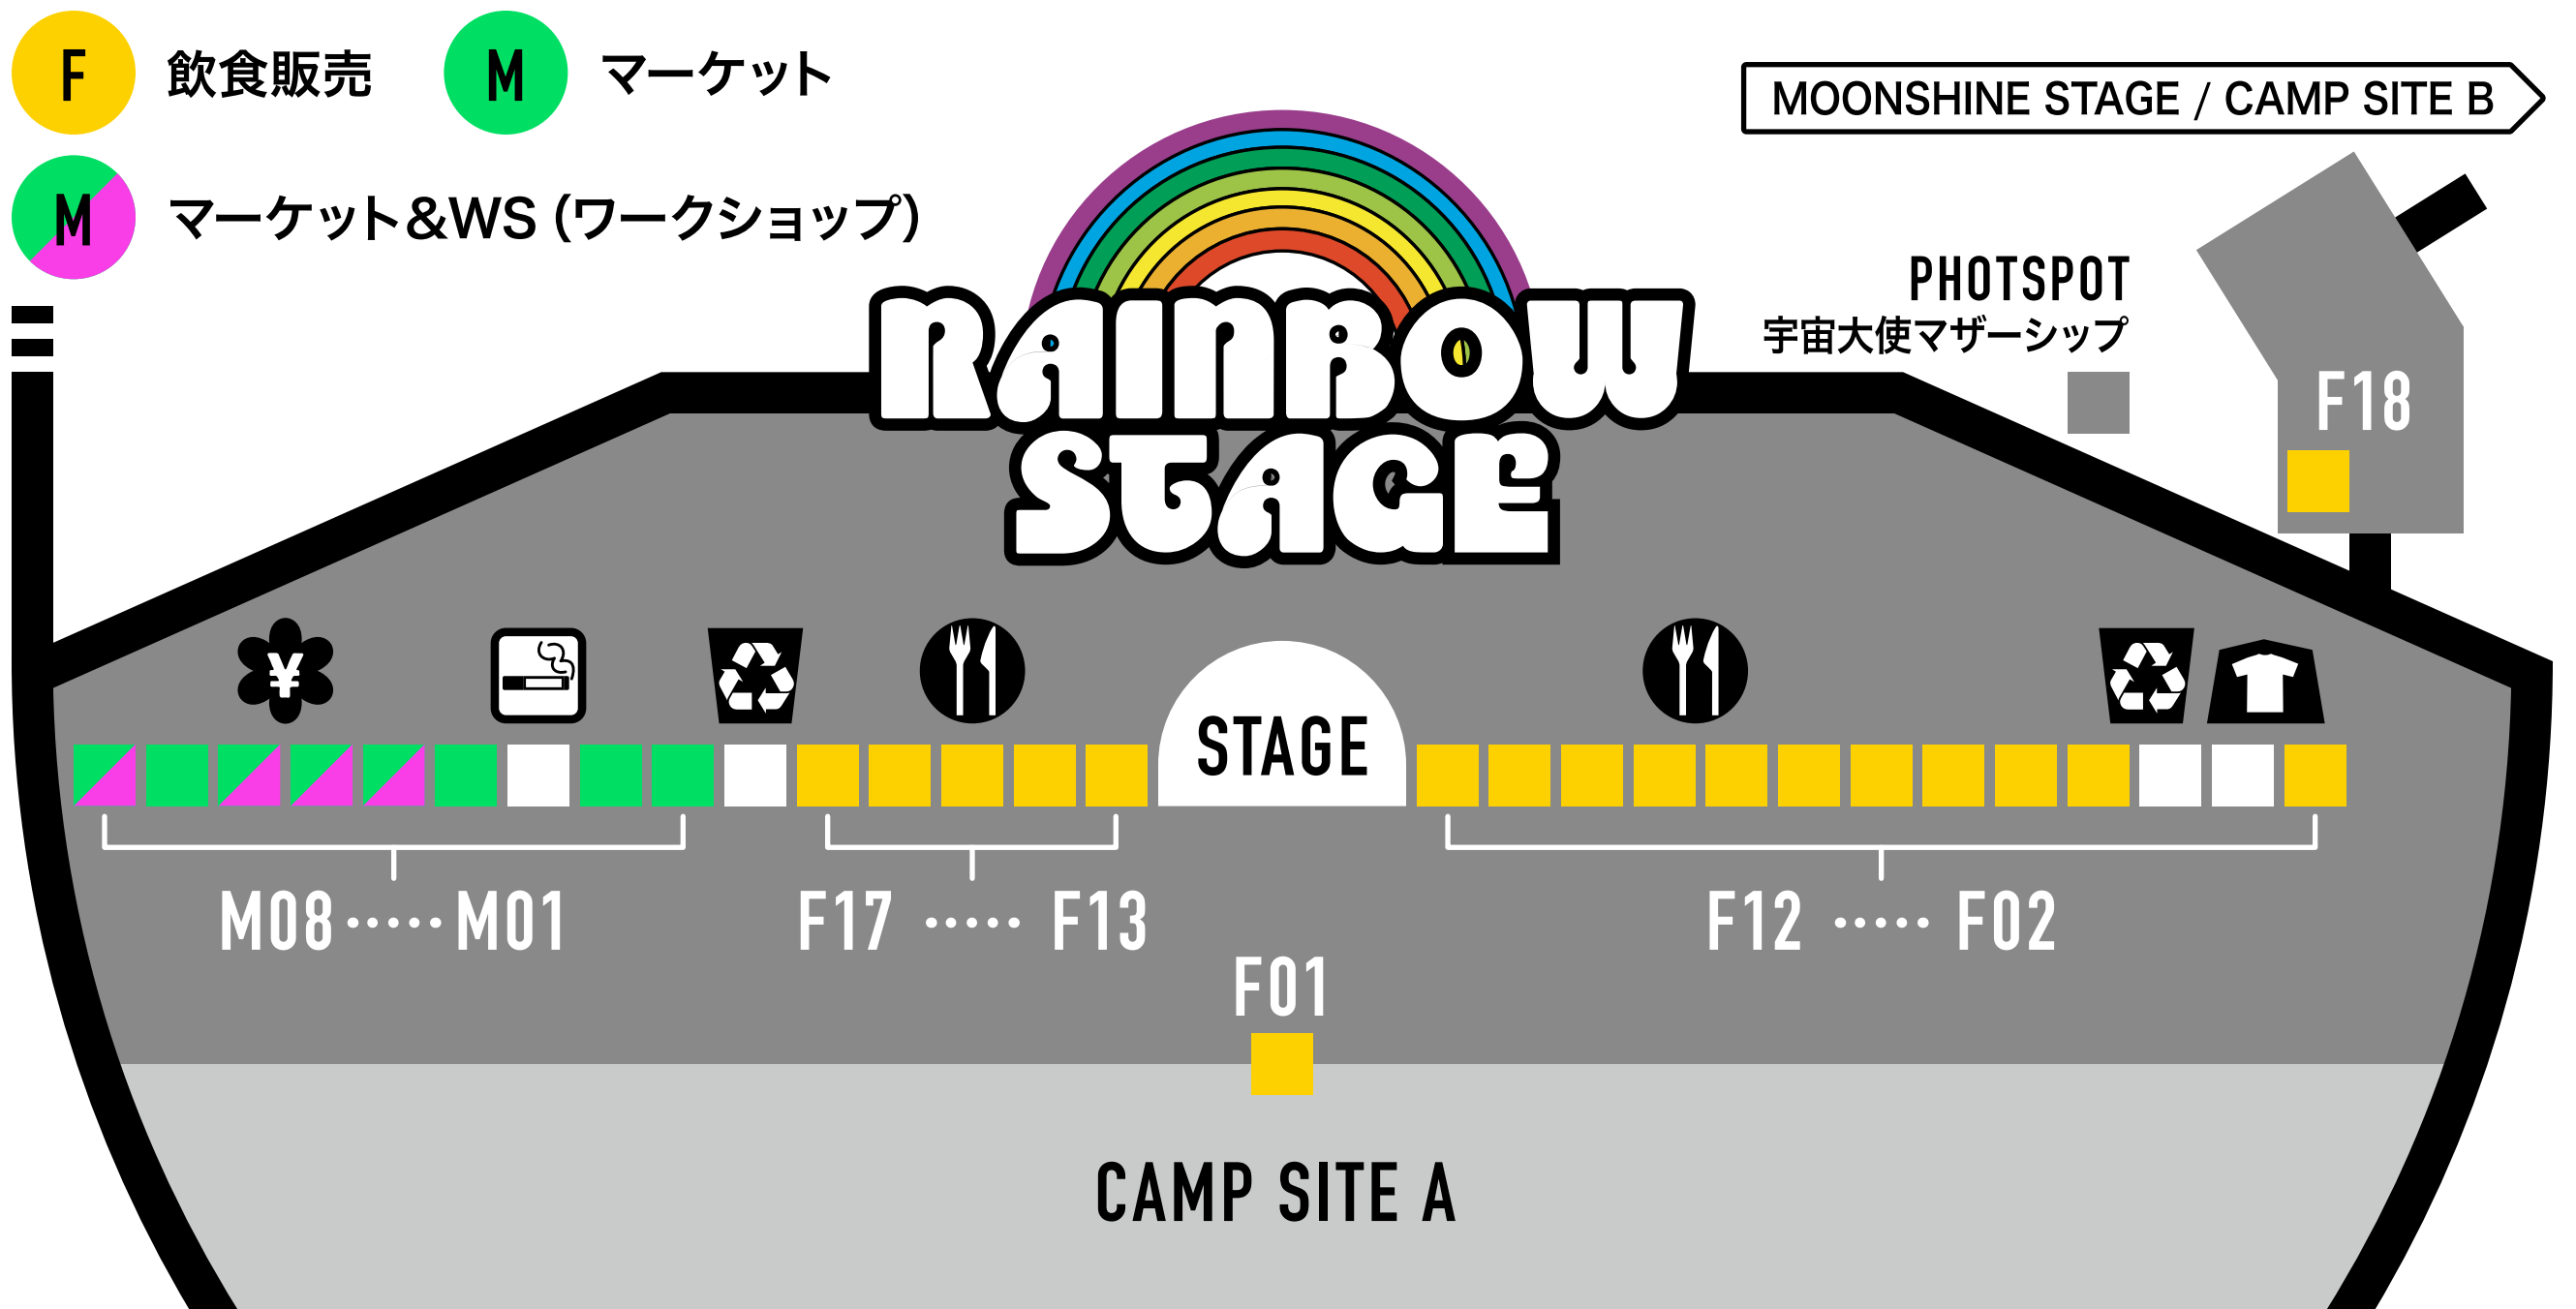 F 飲食販売
M マーケット
M マーケット&WS（ワークショップ）
MOONSHINE STAGE / CAMP SITE B
RAINBOW
STAGE
PHOTSPOT
宇宙大使マザーシップ
F18
¥
STAGE
M08・・・・・M01
F17 ・・・・・ F13
F12 ・・・・・ F02
F01
CAMP SITE A